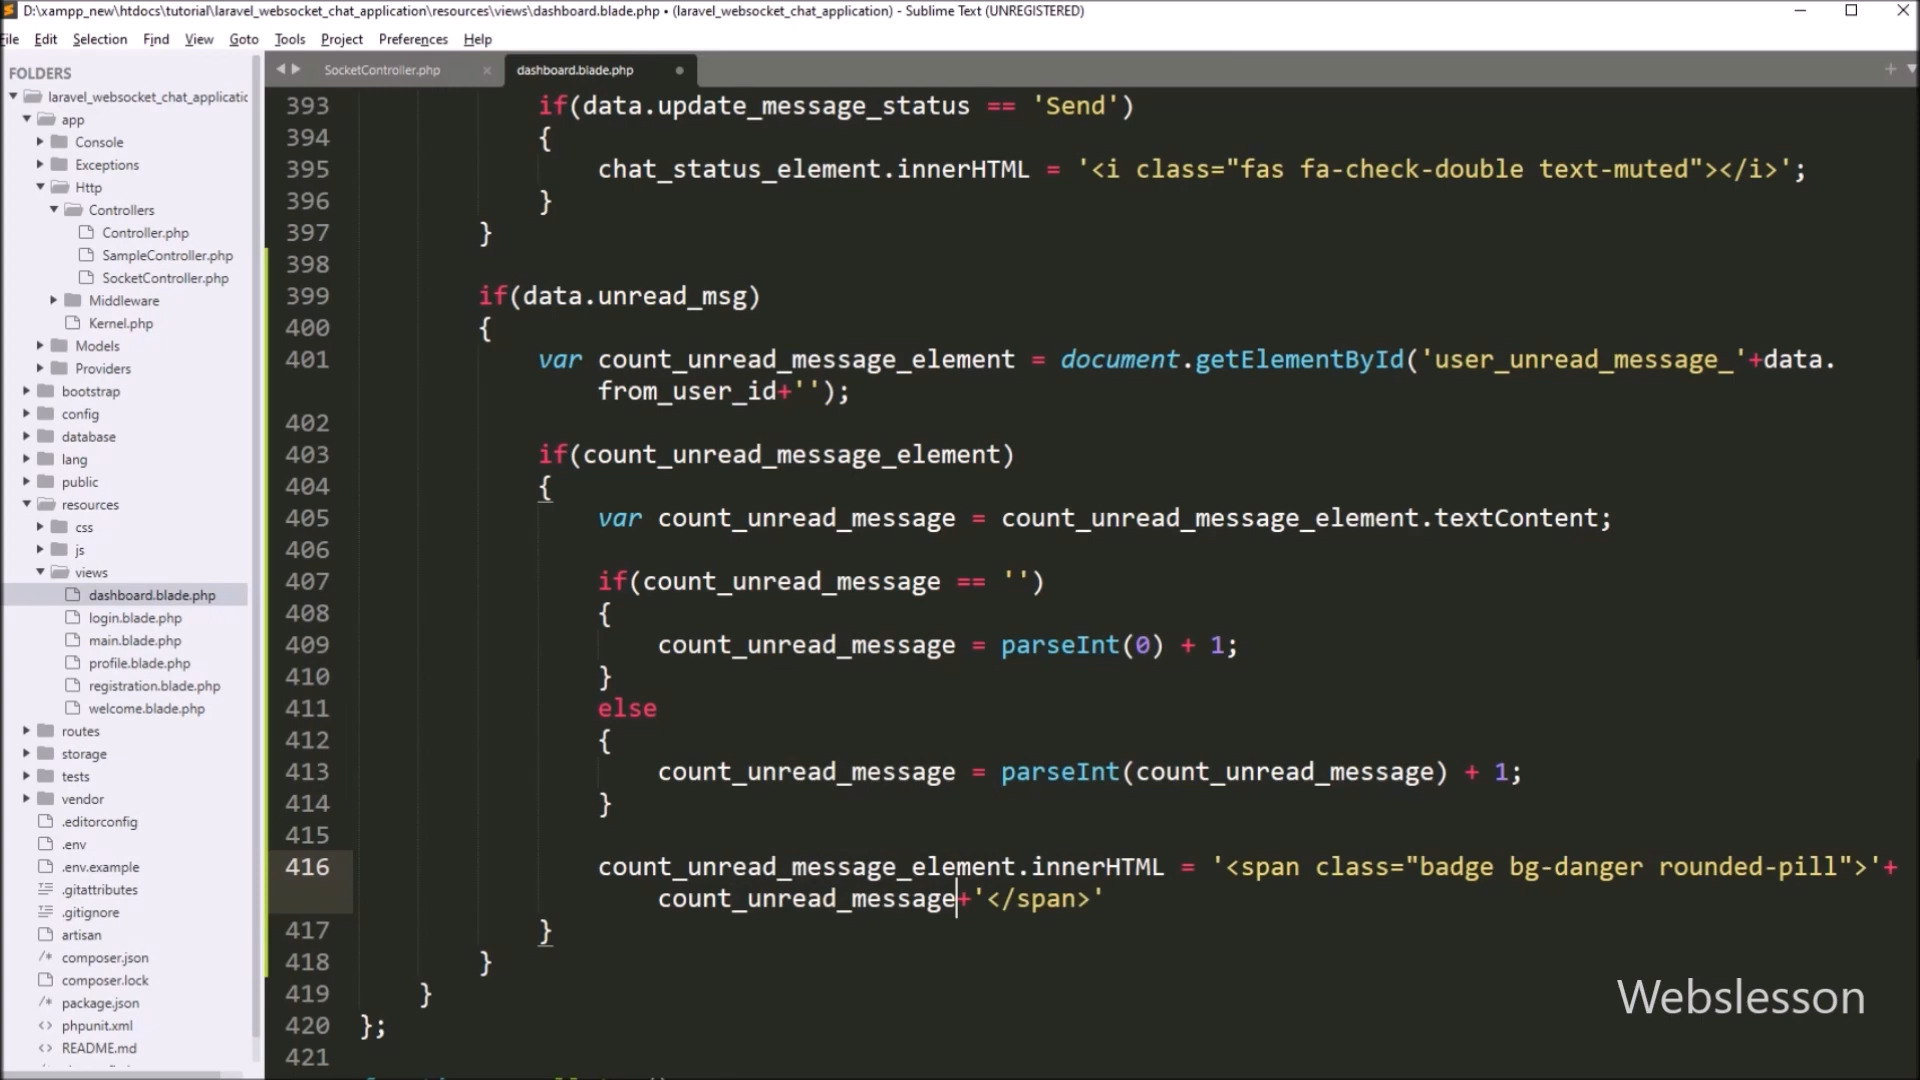 D:\xampp_new\htdocs\tutorial\laravel_websocket_chat_application\resources\views\dashboard.blade.php • (laravel_websocket_chat_application) - Sublime Text (UNREGISTERED)
File Edit Selection Find View Goto Tools Project Preferences Help
SocketController.php × dashboard.blade.php •
FOLDERS
laravel_websocket_chat_applicatic
app
Console
Exceptions
Http
Controllers
Controller.php
SampleController.php
SocketController.php
Middleware
Kernel.php
Models
Providers
bootstrap
config
database
lang
public
resources
css
js
views
dashboard.blade.php
login.blade.php
main.blade.php
profile.blade.php
registration.blade.php
welcome.blade.php
routes
storage
tests
vendor
.editorconfig
.env
.env.example
.gitattributes
.gitignore
artisan
composer.json
composer.lock
package.json
phpunit.xml
README.md
393 if(data.update_message_status == 'Send')
394 {
395 chat_status_element.innerHTML = '<i class="fas fa-check-double text-muted"></i>';
396 }
397 }
398
399 if(data.unread_msg)
400 {
401 var count_unread_message_element = document.getElementById('user_unread_message_'+data.
from_user_id+'');
402
403 if(count_unread_message_element)
404 {
405 var count_unread_message = count_unread_message_element.textContent;
406
407 if(count_unread_message == '')
408 {
409 count_unread_message = parseInt(0) + 1;
410 }
411 else
412 {
413 count_unread_message = parseInt(count_unread_message) + 1;
414 }
415
416 count_unread_message_element.innerHTML = '<span class="badge bg-danger rounded-pill">'+
count_unread_message+'</span>'
417 }
418 }
419 }
420 };
421
Webslesson